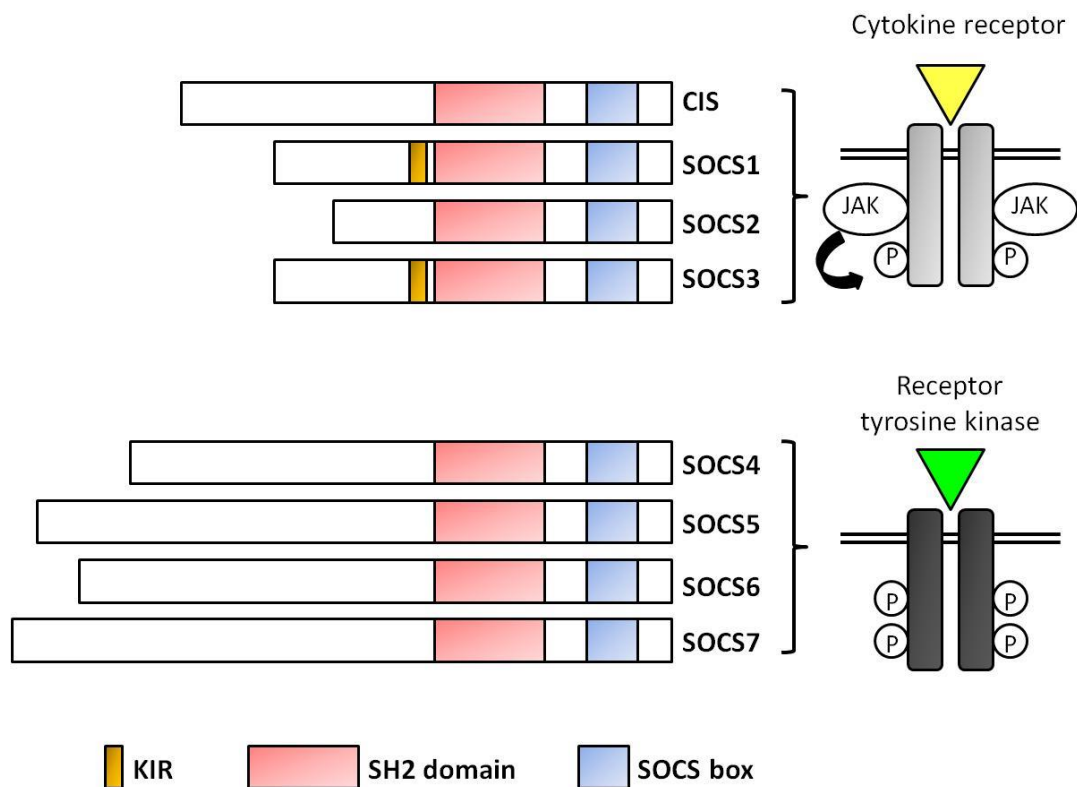 Cytokine receptor
CIS
SOCS1
SOCS2
SOCS3
JAK
JAK
P
P
Receptor
tyrosine kinase
SOCS4
SOCS5
SOCS6
SOCS7
P
P
P
P
KIR
SH2 domain
SOCS box